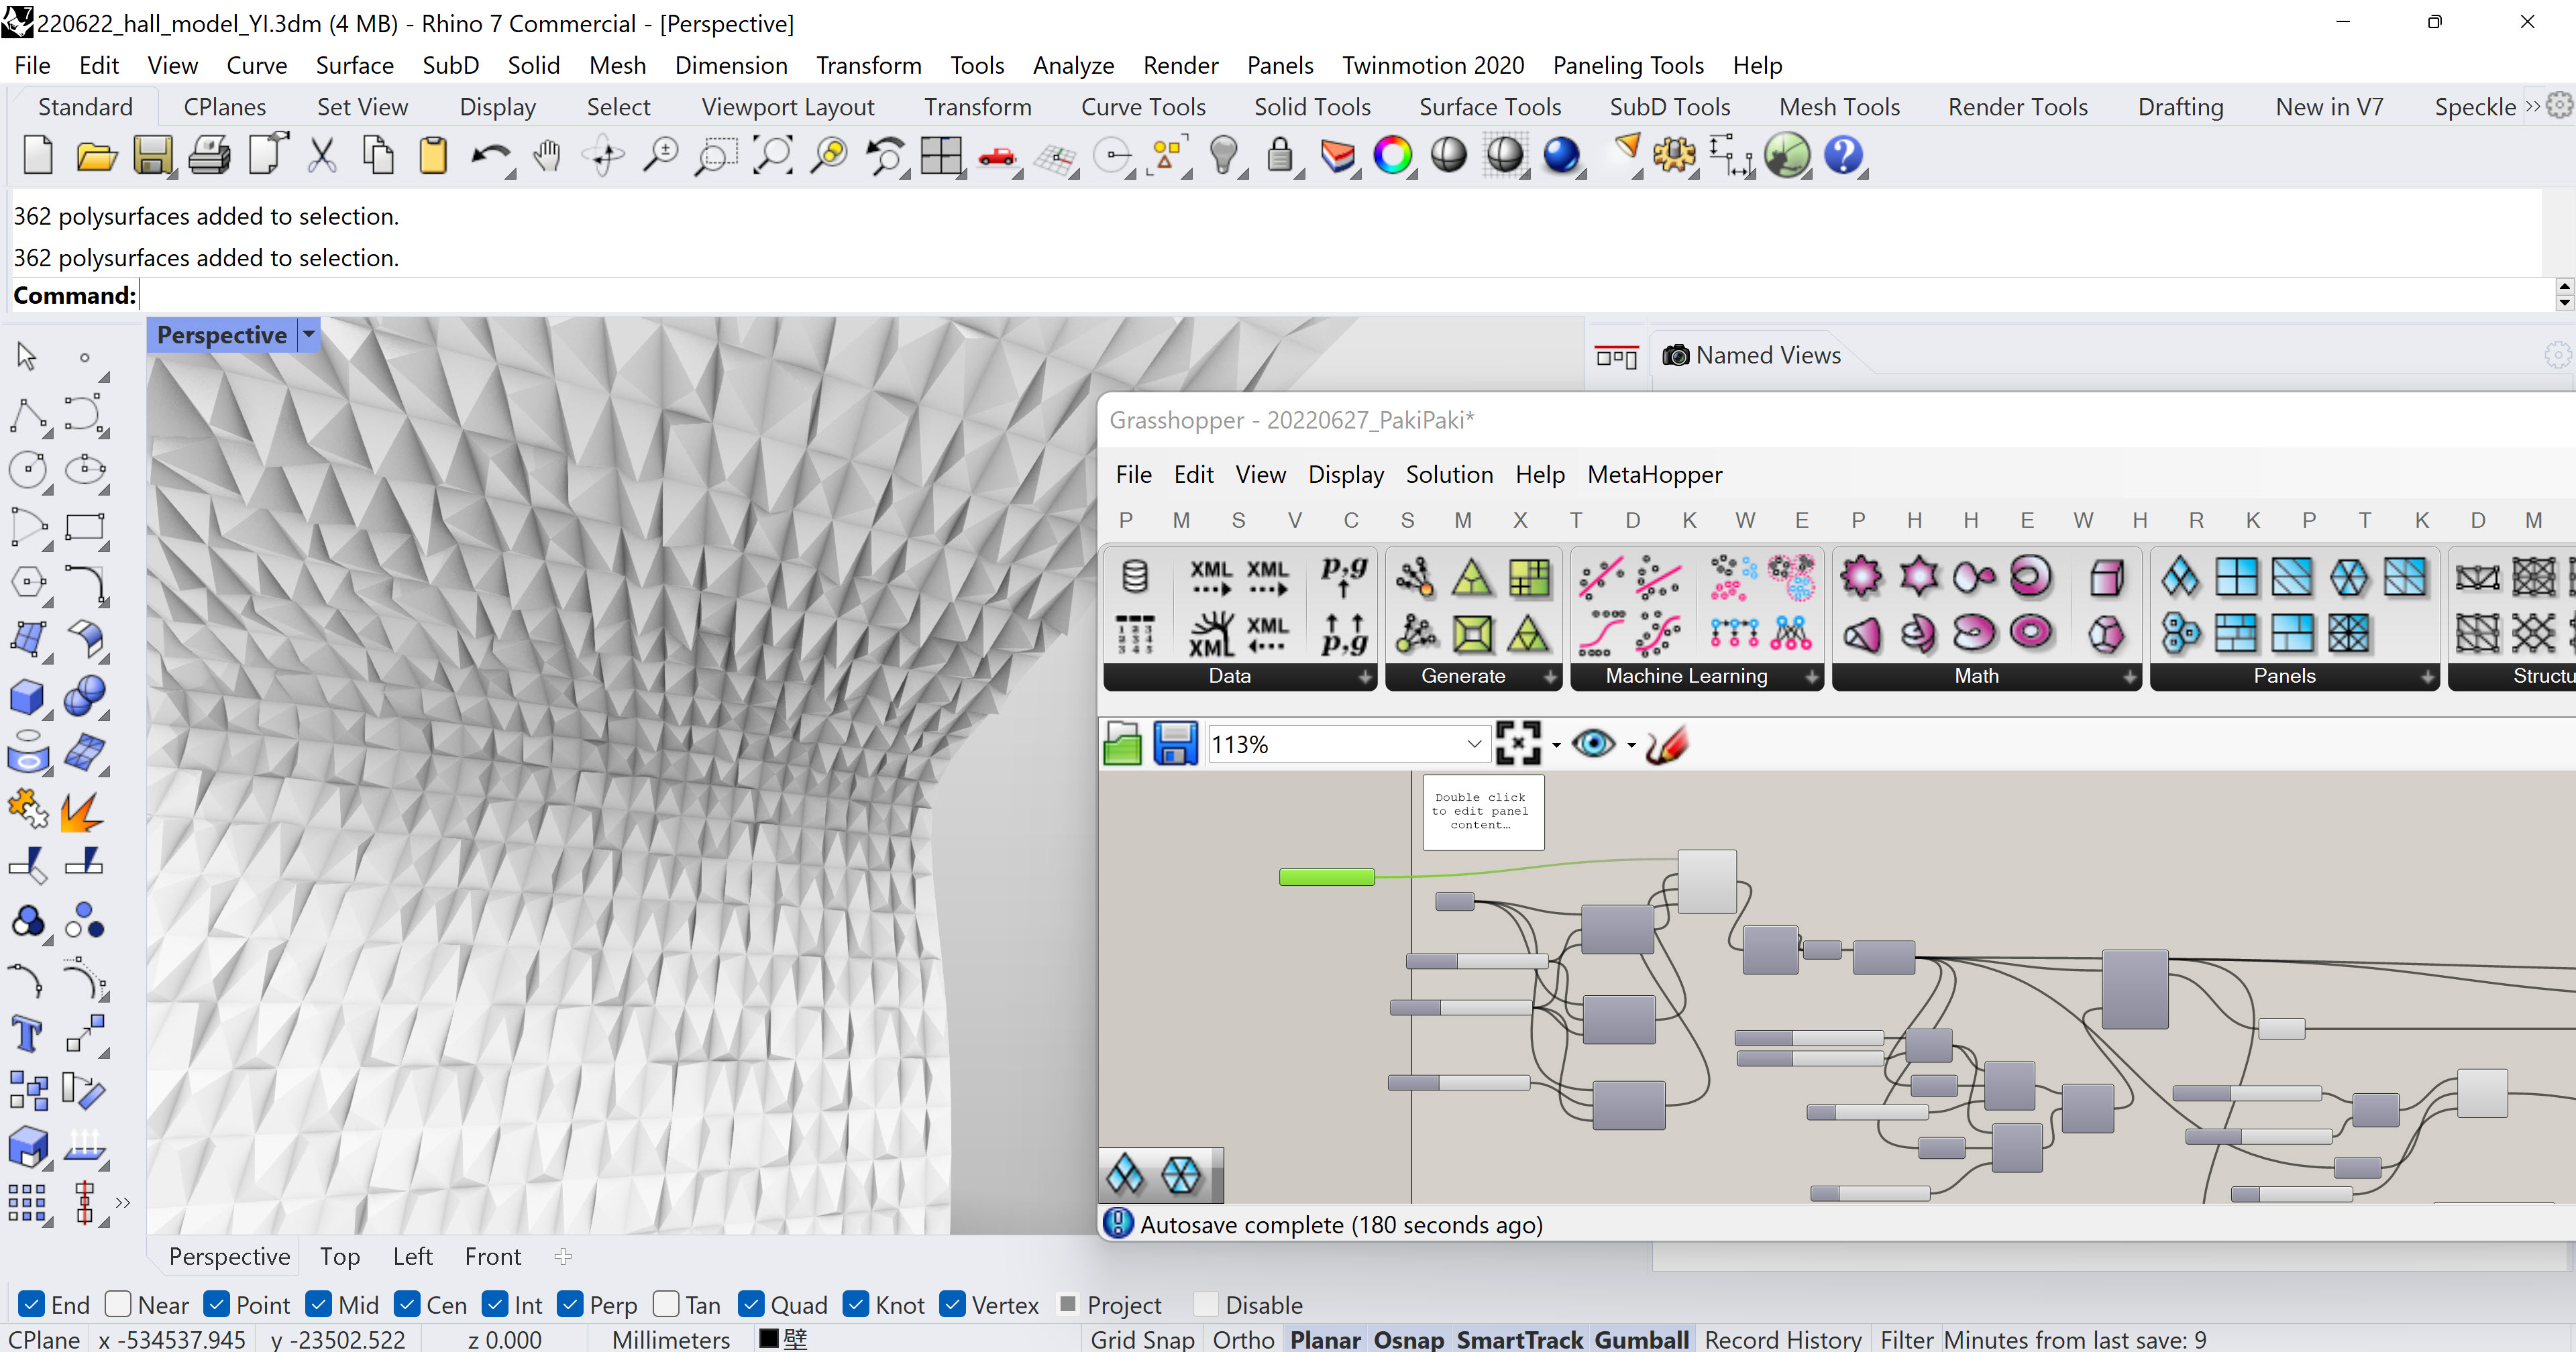 220622_hall_model_YI.3dm (4 MB) - Rhino 7 Commercial - [Perspective]
File Edit View Curve Surface SubD Solid Mesh Dimension Transform Tools Analyze Render Panels Twinmotion 2020 Paneling Tools Help
Standard CPlanes Set View Display Select Viewport Layout Transform Curve Tools Solid Tools Surface Tools SubD Tools Mesh Tools Render Tools Drafting New in V7 Speckle
362 polysurfaces added to selection.
362 polysurfaces added to selection.
Command:
Perspective
Named Views
Grasshopper - 20220627_PakiPaki*
File Edit View Display Solution Help MetaHopper
P M S V C S M X T D K W E P H H E W H R K P T K D M
XML XML p,g
XML XML p,g
Data Generate Machine Learning Math Panels Structu
113%
Double click
to edit panel
content…
Autosave complete (180 seconds ago)
Perspective Top Left Front
End Near Point Mid Cen Int Perp Tan Quad Knot Vertex Project Disable
CPlane x -534537.945 y -23502.522 z 0.000 Millimeters 壁 Grid Snap Ortho Planar Osnap SmartTrack Gumball Record History Filter Minutes from last save: 9